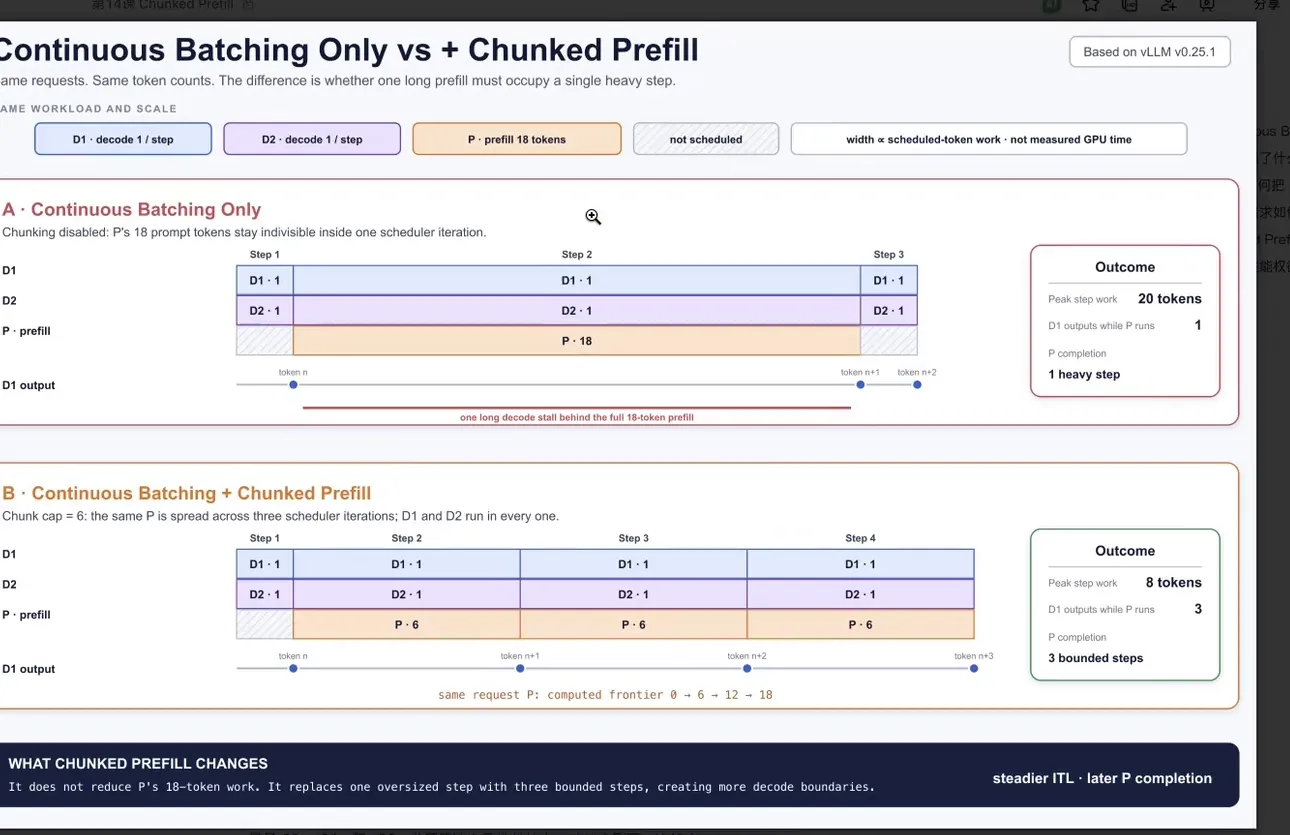 第14课 Chunked Prefill
分享
Continuous Batching Only vs + Chunked Prefill
Based on vLLM v0.25.1
ame requests. Same token counts. The difference is whether one long prefill must occupy a single heavy step.
AME WORKLOAD AND SCALE
D1 · decode 1 / step
D2 · decode 1 / step
P · prefill 18 tokens
not scheduled
width ∝ scheduled-token work · not measured GPU time
A · Continuous Batching Only
Chunking disabled: P's 18 prompt tokens stay indivisible inside one scheduler iteration.
Step 1 Step 2 Step 3
D1 D1 · 1 D1 · 1 D1 · 1
D2 D2 · 1 D2 · 1 D2 · 1
P · prefill P · 18
token n token n+1 token n+2
D1 output
one long decode stall behind the full 18-token prefill
Outcome
Peak step work 20 tokens
D1 outputs while P runs 1
P completion
1 heavy step
B · Continuous Batching + Chunked Prefill
Chunk cap = 6: the same P is spread across three scheduler iterations; D1 and D2 run in every one.
Step 1 Step 2 Step 3 Step 4
D1 D1 · 1 D1 · 1 D1 · 1 D1 · 1
D2 D2 · 1 D2 · 1 D2 · 1 D2 · 1
P · prefill P · 6 P · 6 P · 6
token n token n+1 token n+2 token n+3
D1 output
same request P: computed frontier 0 → 6 → 12 → 18
Outcome
Peak step work 8 tokens
D1 outputs while P runs 3
P completion
3 bounded steps
WHAT CHUNKED PREFILL CHANGES
It does not reduce P's 18-token work. It replaces one oversized step with three bounded steps, creating more decode boundaries.
steadier ITL · later P completion